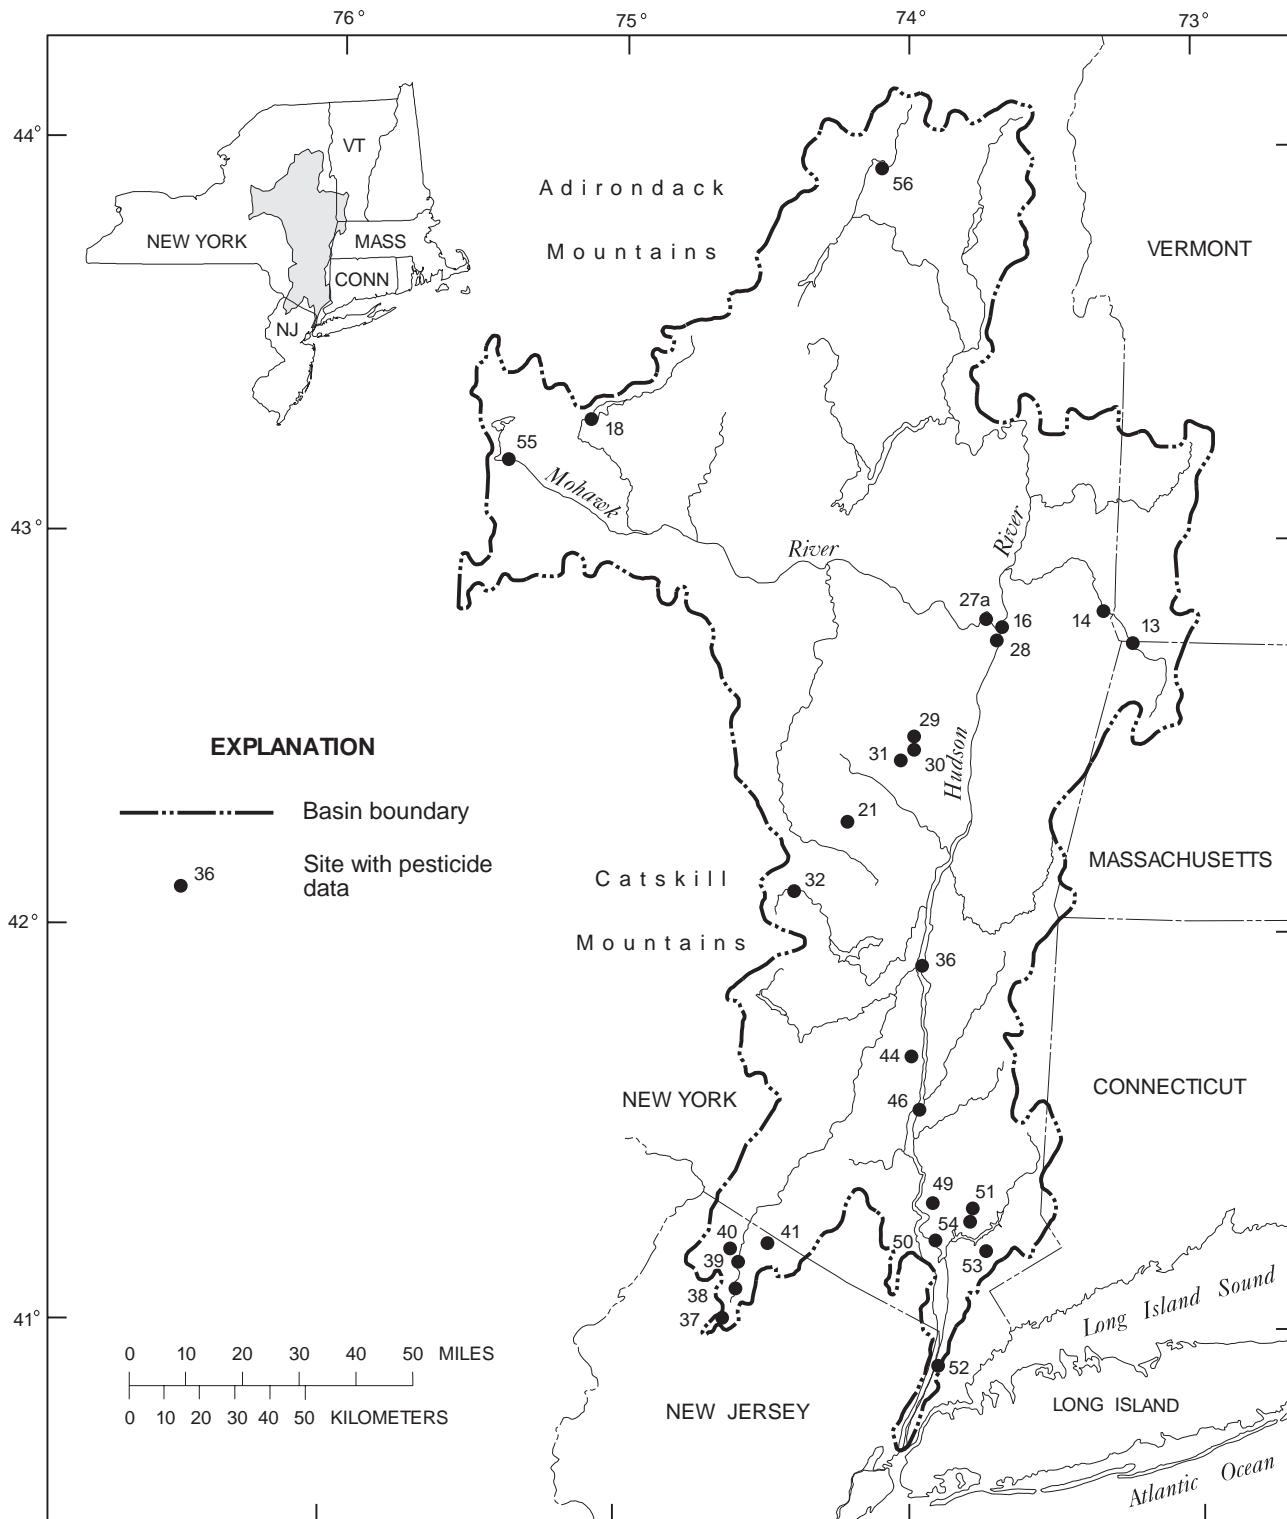 76° 75° 74° 73°
44°
VT
NEW YORK
MASS
CONN
NJ
Adirondack
Mountains
56
VERMONT
18
55
Mohawk
43°
River
River
27a
16
28
14
13
29
31
30
Hudson
21
EXPLANATION
Basin boundary
36
Site with pesticide
data
MASSACHUSETTS
Catskill
32
42°
Mountains
36
44
NEW YORK
46
CONNECTICUT
49
51
54
50
53
40
41
39
38
37
41°
Long Island Sound
0 10 20 30 40 50 MILES
0 10 20 30 40 50 KILOMETERS
52
NEW JERSEY
LONG ISLAND
Atlantic Ocean